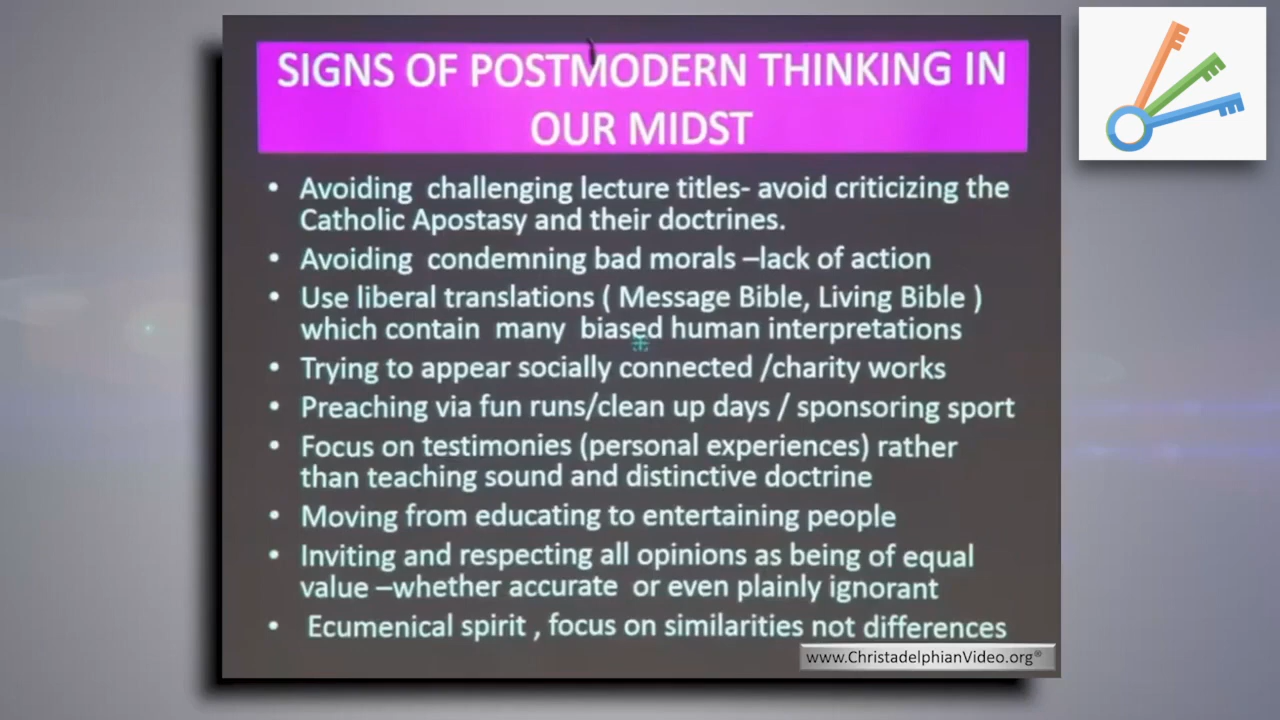 SIGNS OF POSTMODERN THINKING IN
OUR MIDST
• Avoiding challenging lecture titles- avoid criticizing the
Catholic Apostasy and their doctrines.
• Avoiding condemning bad morals –lack of action
• Use liberal translations ( Message Bible, Living Bible )
which contain many biased human interpretations
• Trying to appear socially connected /charity works
• Preaching via fun runs/clean up days / sponsoring sport
• Focus on testimonies (personal experiences) rather
than teaching sound and distinctive doctrine
• Moving from educating to entertaining people
• Inviting and respecting all opinions as being of equal
value –whether accurate or even plainly ignorant
• Ecumenical spirit , focus on similarities not differences
www.ChristadelphianVideo.org®